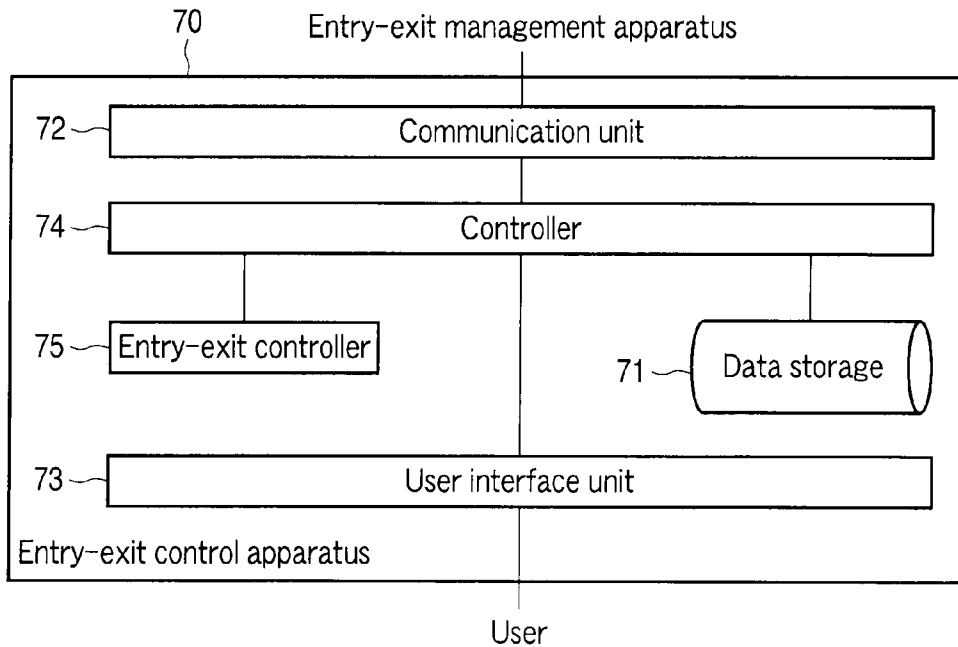 70
Entry-exit management apparatus
72
Communication unit
74
Controller
75
Entry-exit controller
71
Data storage
73
User interface unit
Entry-exit control apparatus
User